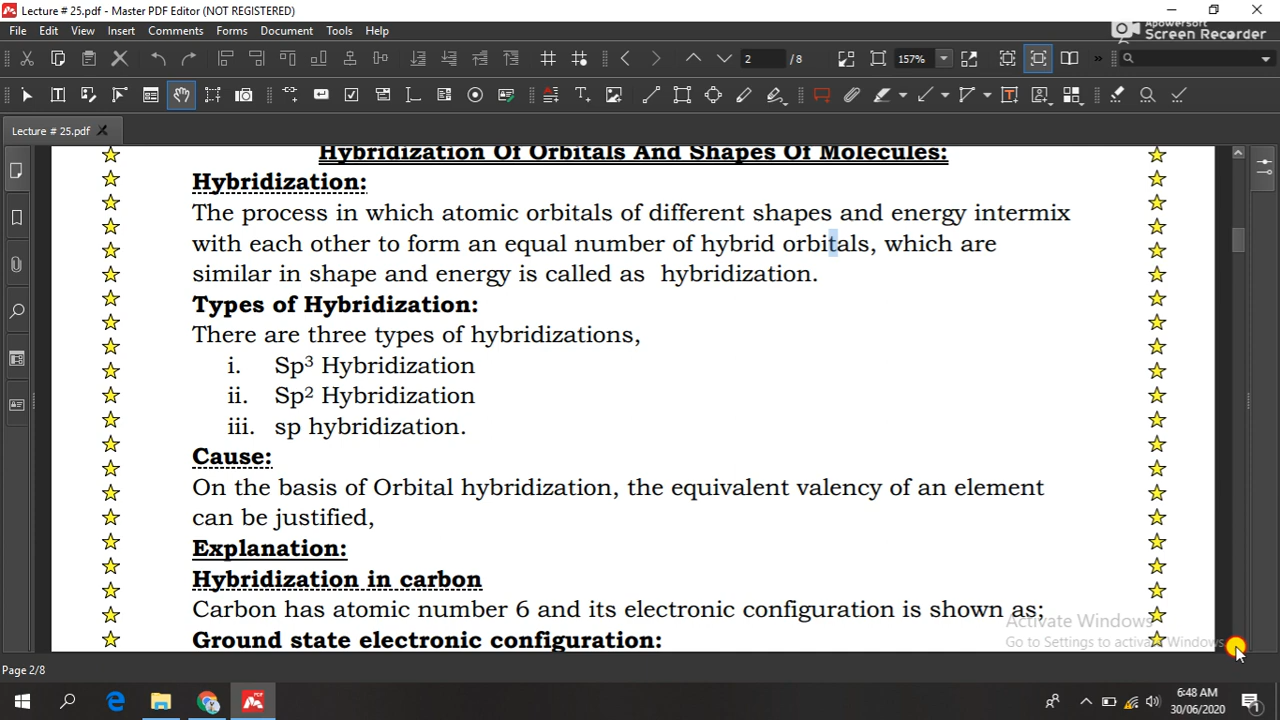 Lecture # 25.pdf - Master PDF Editor (NOT REGISTERED)
File Edit View Insert Comments Forms Document Tools Help
Apowersoft
Screen Recorder
2 / 8 157%
Lecture # 25.pdf
Hybridization Of Orbitals And Shapes Of Molecules:
Hybridization:
The process in which atomic orbitals of different shapes and energy intermix
with each other to form an equal number of hybrid orbitals, which are
similar in shape and energy is called as hybridization.
Types of Hybridization:
There are three types of hybridizations,
i. Sp³ Hybridization
ii. Sp² Hybridization
iii. sp hybridization.
Cause:
On the basis of Orbital hybridization, the equivalent valency of an element
can be justified,
Explanation:
Hybridization in carbon
Carbon has atomic number 6 and its electronic configuration is shown as;
Ground state electronic configuration:
Activate Windows
Go to Settings to activate Windows.
Page 2/8
6:48 AM
30/06/2020